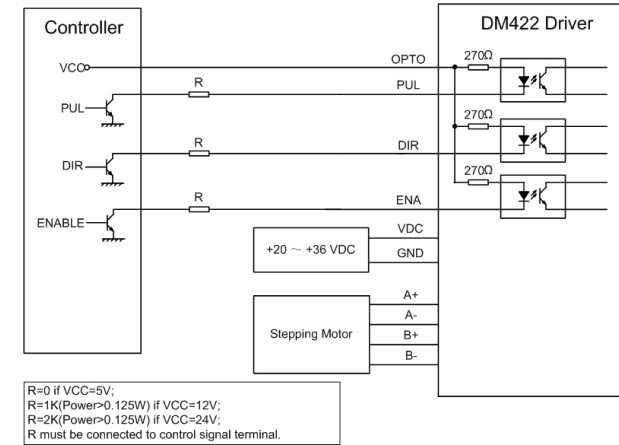 Controller
DM422 Driver
VCC
OPTO
270Ω
R
PUL
PUL
270Ω
R
DIR
DIR
270Ω
R
ENA
ENABLE
VDC
+20 ～ +36 VDC
GND
A+
A-
Stepping Motor
B+
B-
R=0 if VCC=5V;
R=1K(Power>0.125W) if VCC=12V;
R=2K(Power>0.125W) if VCC=24V;
R must be connected to control signal terminal.